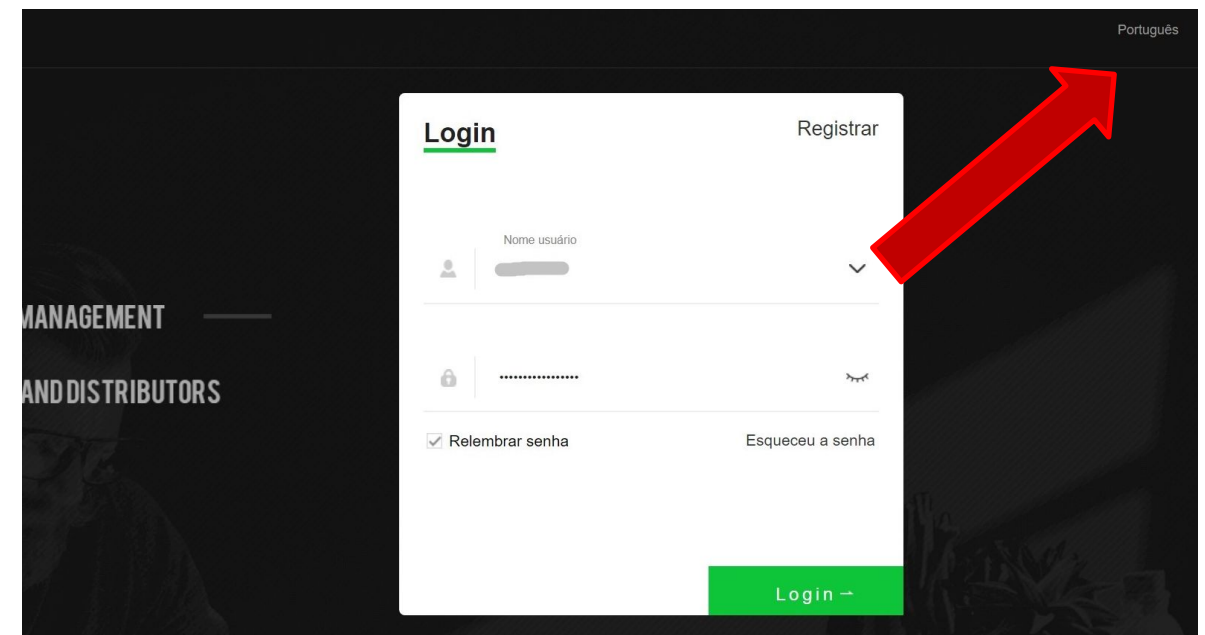 Português
Login
Registrar
Nome usuário
MANAGEMENT
AND DISTRIBUTORS
Relembrar senha
Esqueceu a senha
Login